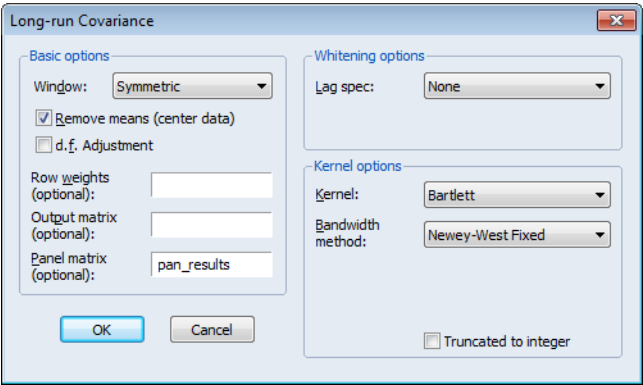 Long-run Covariance
Basic options
Window: Symmetric
Remove means (center data)
d.f. Adjustment
Row weights
(optional):
Output matrix
(optional):
Panel matrix
(optional): pan_results
OK Cancel
Whitening options
Lag spec: None
Kernel options
Kernel: Bartlett
Bandwidth
method: Newey-West Fixed
Truncated to integer